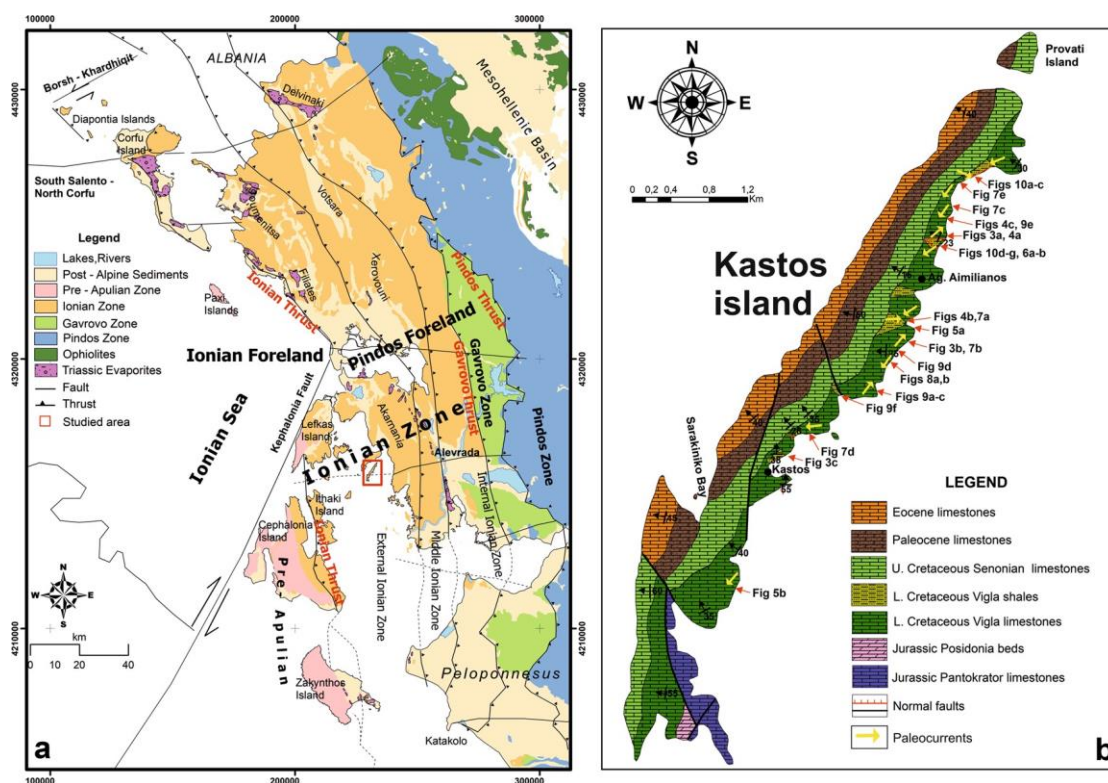 100000
200000
300000
4430000
4320000
4210000
ALBANIA
Borsh - Khardhiqit
Diapontia Islands
Corfu
Island
South Salento -
North Corfu
Delvinaki
Mesohellenic Basin
Votsara
Xerovouni
Filiates
Paxi
Islands
Ionian Thrust
Pindos Thrust
Legend
Lakes,Rivers
Post - Alpine Sediments
Pre - Apulian Zone
Ionian Zone
Gavrovo Zone
Pindos Zone
Ophiolites
Triassic Evaporites
Fault
Thrust
Studied area
Ionian Foreland
Pindos Foreland
Gavrovo Thrust
Gavrovo Zone
Pindos Zone
Ionian Sea
Kephalonia Fault
Lefkas
Island
Akarnania
Ionian Zone
Alevrada
Ithaki
Island
Cephalonia
Island
Ionian Thrust
External Ionian Zone
Middle Ionian Zone
Internal Ionian Zone
Pre- Apulian
Zakynthos
Island
Peloponnesus
Katakolo
N
W E
S
km
0 10 20 40
100000
200000
300000
a
N
W E
S
0 0,2 0,4 0,6 0,8 1,2
Km
Provati
Island
Kastos
island
Figs 10a-c
Fig 7e
Fig 7c
Figs 4c, 9e
Figs 3a, 4a
23
Figs 10d-g, 6a-b
Ag. Aimilianos
Figs 4b,7a
Fig 5a
Fig 3b, 7b
Fig 9d
Figs 8a,b
Figs 9a-c
Fig 9f
Fig 7d
Fig 3c
Kastos
Sarakiniko Bay
40
Fig 5b
LEGEND
Eocene limestones
Paleocene limestones
U. Cretaceous Senonian limestones
L. Cretaceous Vigla shales
L. Cretaceous Vigla limestones
Jurassic Posidonia beds
Jurassic Pantokrator limestones
Normal faults
Paleocurrents
b